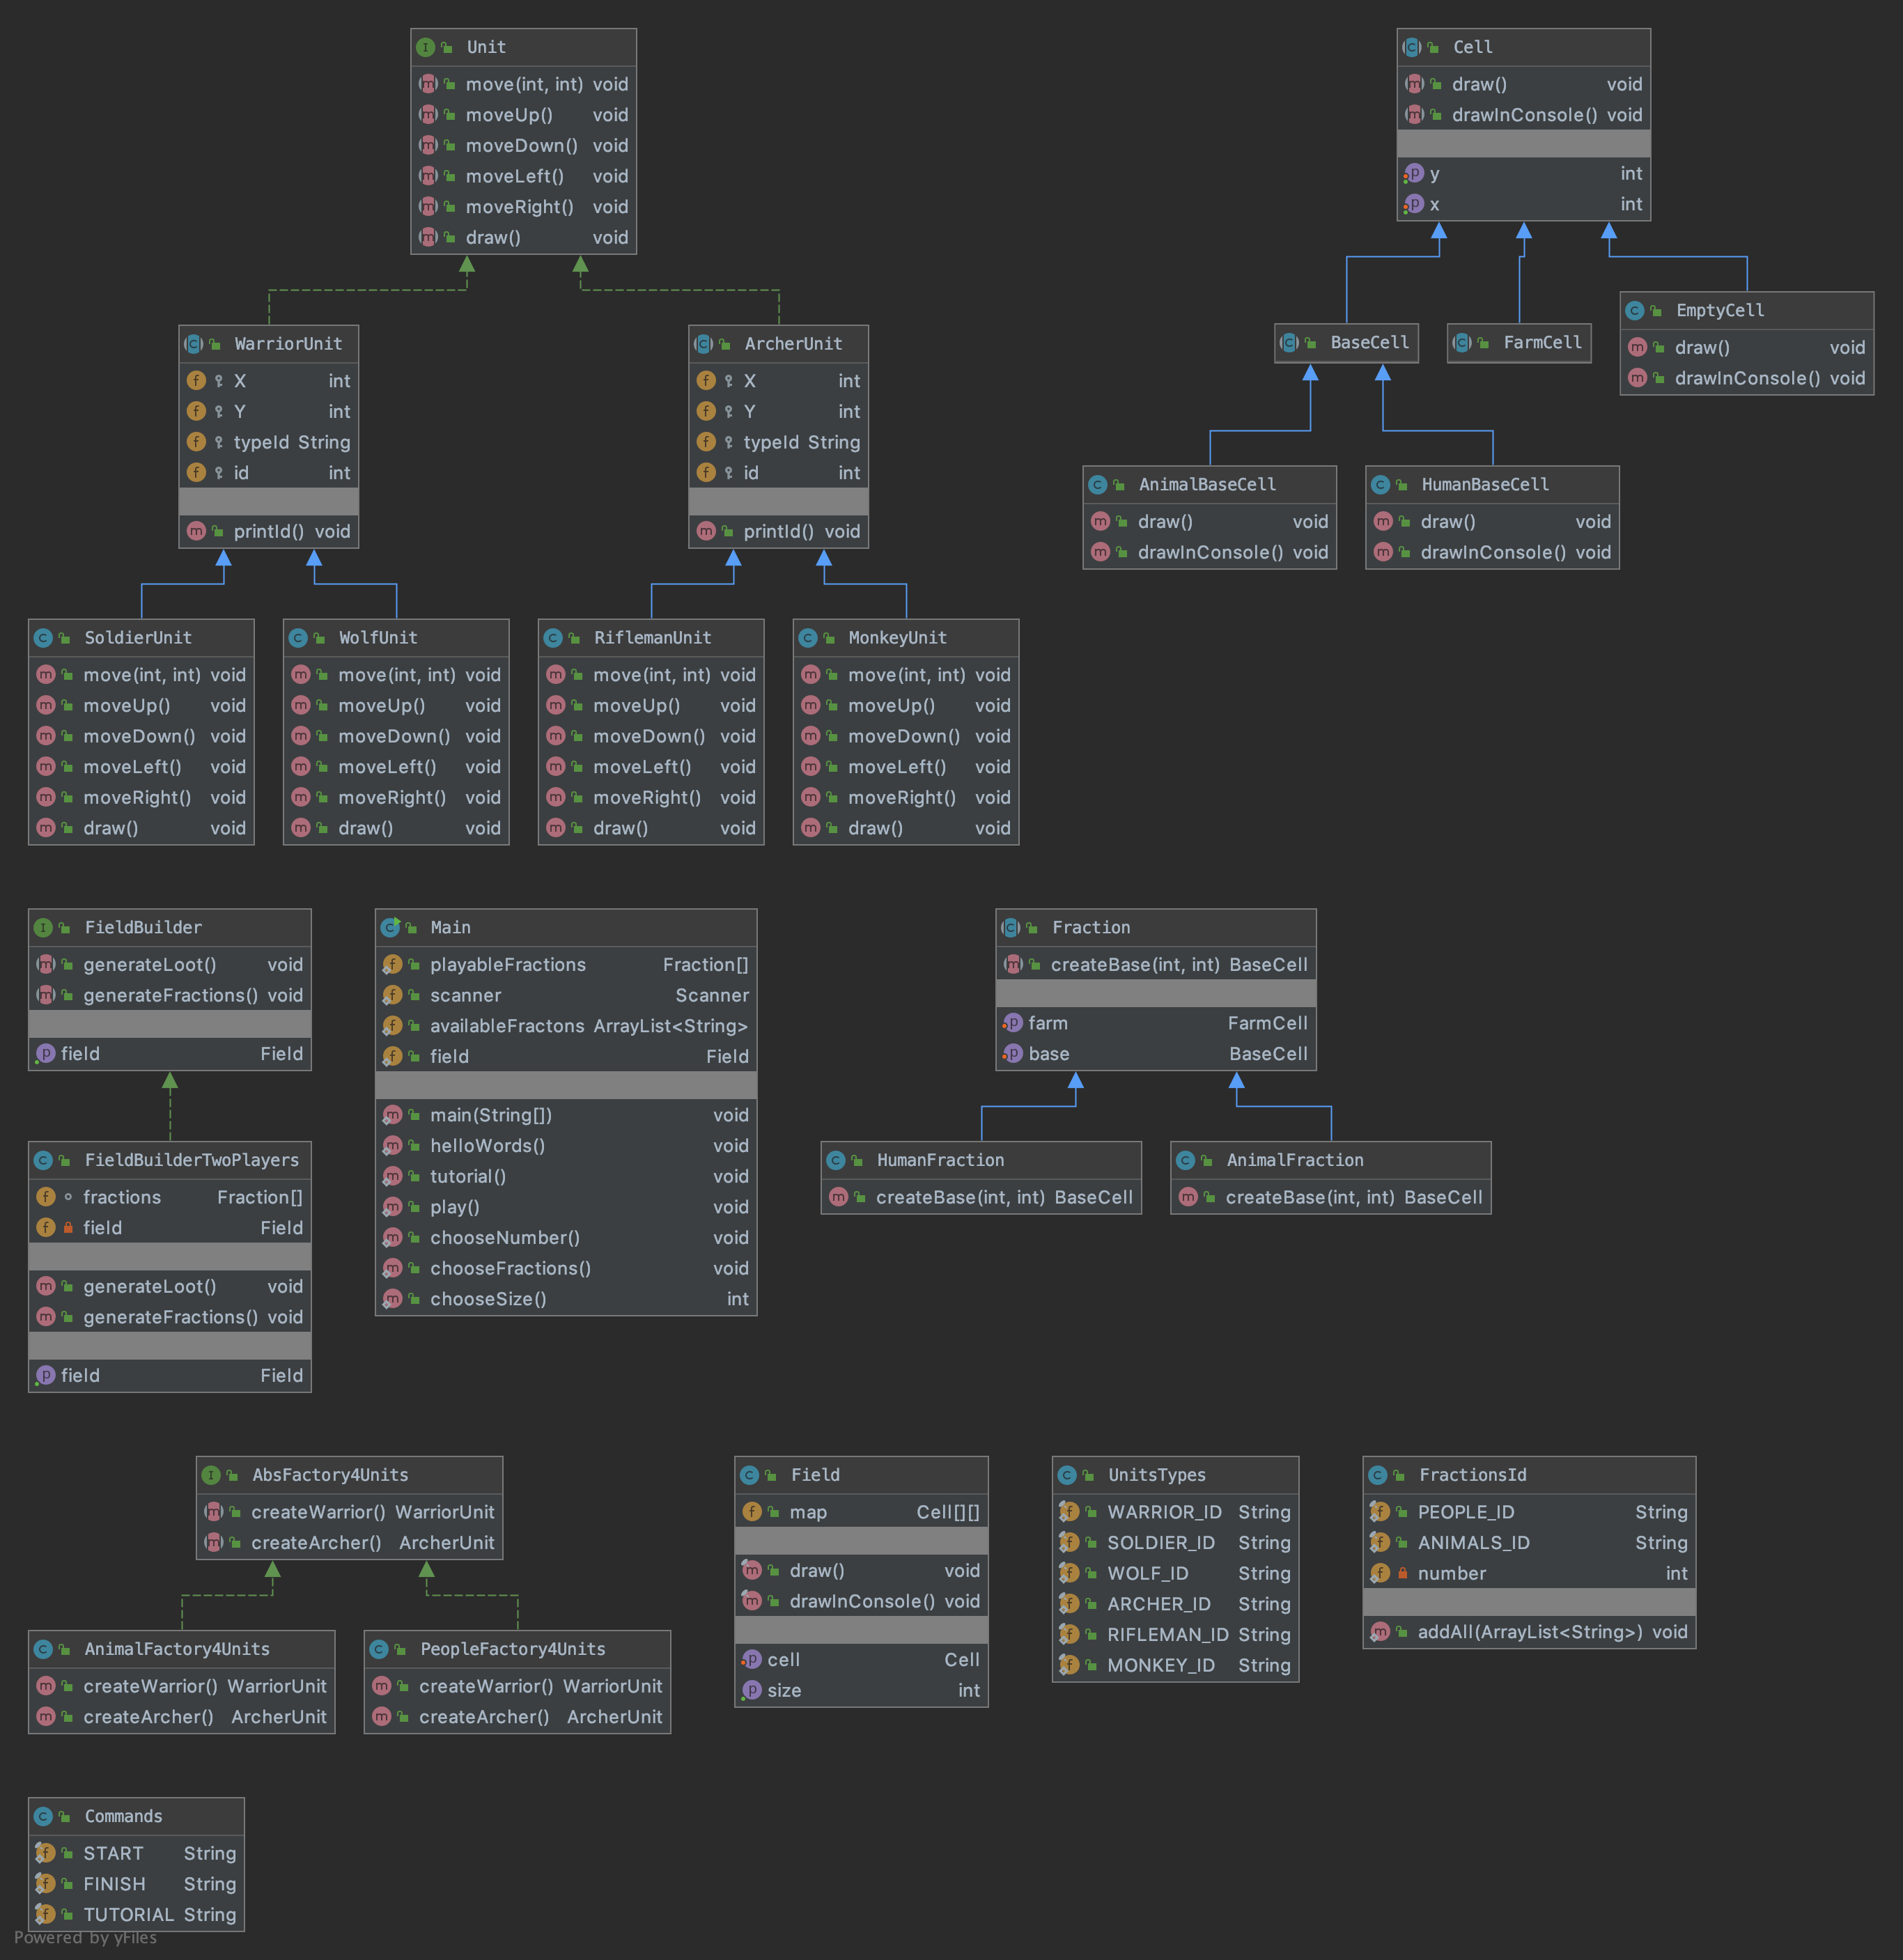 Unit
move(int, int) void
moveUp() void
moveDown() void
moveLeft() void
moveRight() void
draw() void
Cell
draw() void
drawInConsole() void
y int
x int
WarriorUnit
X int
Y int
typeId String
id int
printId() void
ArcherUnit
X int
Y int
typeId String
id int
printId() void
BaseCell
FarmCell
EmptyCell
draw() void
drawInConsole() void
AnimalBaseCell
draw() void
drawInConsole() void
HumanBaseCell
draw() void
drawInConsole() void
SoldierUnit
move(int, int) void
moveUp() void
moveDown() void
moveLeft() void
moveRight() void
draw() void
WolfUnit
move(int, int) void
moveUp() void
moveDown() void
moveLeft() void
moveRight() void
draw() void
RiflemanUnit
move(int, int) void
moveUp() void
moveDown() void
moveLeft() void
moveRight() void
draw() void
MonkeyUnit
move(int, int) void
moveUp() void
moveDown() void
moveLeft() void
moveRight() void
draw() void
FieldBuilder
generateLoot() void
generateFractions() void
field Field
Main
playableFractions Fraction[]
scanner Scanner
availableFractons ArrayList<String>
field Field
main(String[]) void
helloWords() void
tutorial() void
play() void
chooseNumber() void
chooseFractions() void
chooseSize() int
Fraction
createBase(int, int) BaseCell
farm FarmCell
base BaseCell
FieldBuilderTwoPlayers
fractions Fraction[]
field Field
generateLoot() void
generateFractions() void
field Field
HumanFraction
createBase(int, int) BaseCell
AnimalFraction
createBase(int, int) BaseCell
AbsFactory4Units
createWarrior() WarriorUnit
createArcher() ArcherUnit
Field
map Cell[][]
draw() void
drawInConsole() void
cell Cell
size int
UnitsTypes
WARRIOR_ID String
SOLDIER_ID String
WOLF_ID String
ARCHER_ID String
RIFLEMAN_ID String
MONKEY_ID String
FractionsId
PEOPLE_ID String
ANIMALS_ID String
number int
addAll(ArrayList<String>) void
AnimalFactory4Units
createWarrior() WarriorUnit
createArcher() ArcherUnit
PeopleFactory4Units
createWarrior() WarriorUnit
createArcher() ArcherUnit
Commands
START String
FINISH String
TUTORIAL String
Powered by yFiles